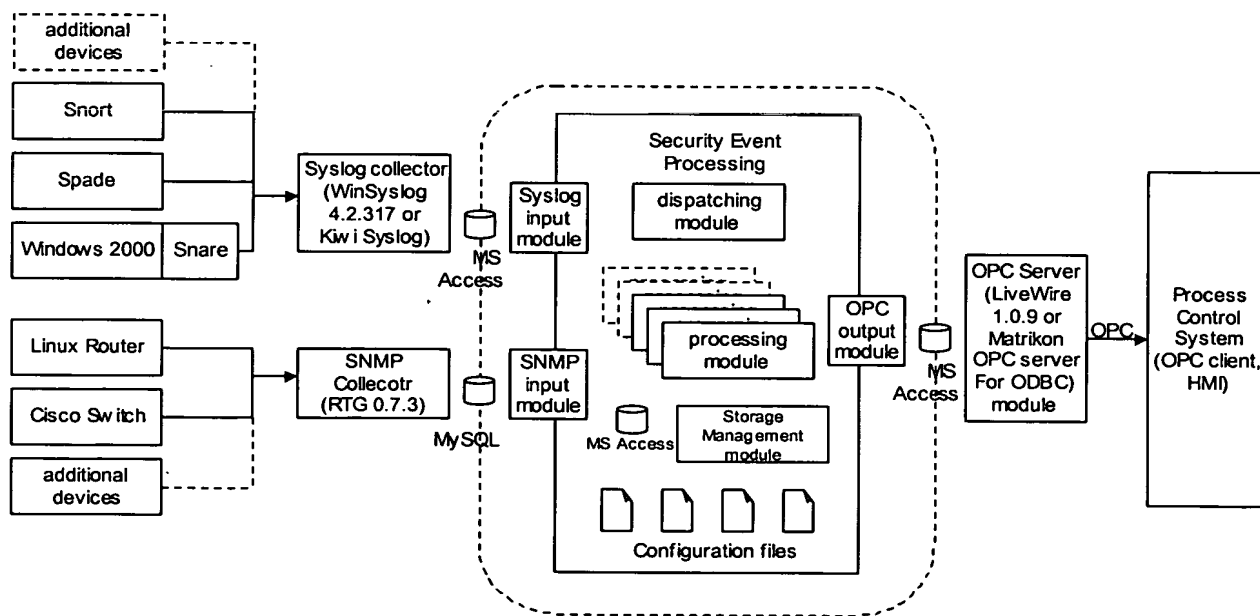 additional
devices
Snort
Spade
Windows 2000
Snare
Syslog collector
(WinSyslog
4.2.317 or
Kiwi Syslog)
MS
Access
Linux Router
Cisco Switch
additional
devices
SNMP
Collecotr
(RTG 0.7.3)
MySQL
Syslog
input
module
SNMP
input
module
Security Event
Processing
dispatching
module
processing
module
MS Access
Storage
Management
module
Configuration files
OPC
output
module
MS
Access
OPC Server
(LiveWire
1.0.9 or
Matrikon
OPC server
For ODBC)
module
OPC
Process
Control
System
(OPC client,
HMI)